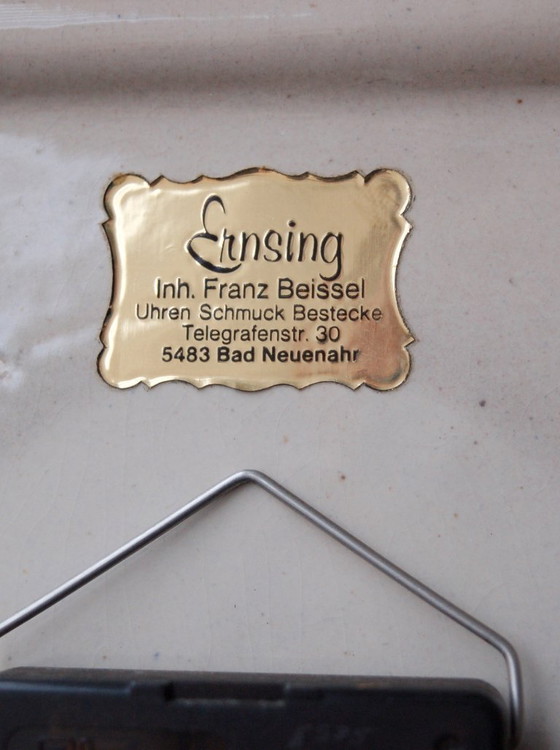 Ernsing
Inh. Franz Beissel
Uhren Schmuck Bestecke
Telegrafenstr. 30
5483 Bad Neuenahr